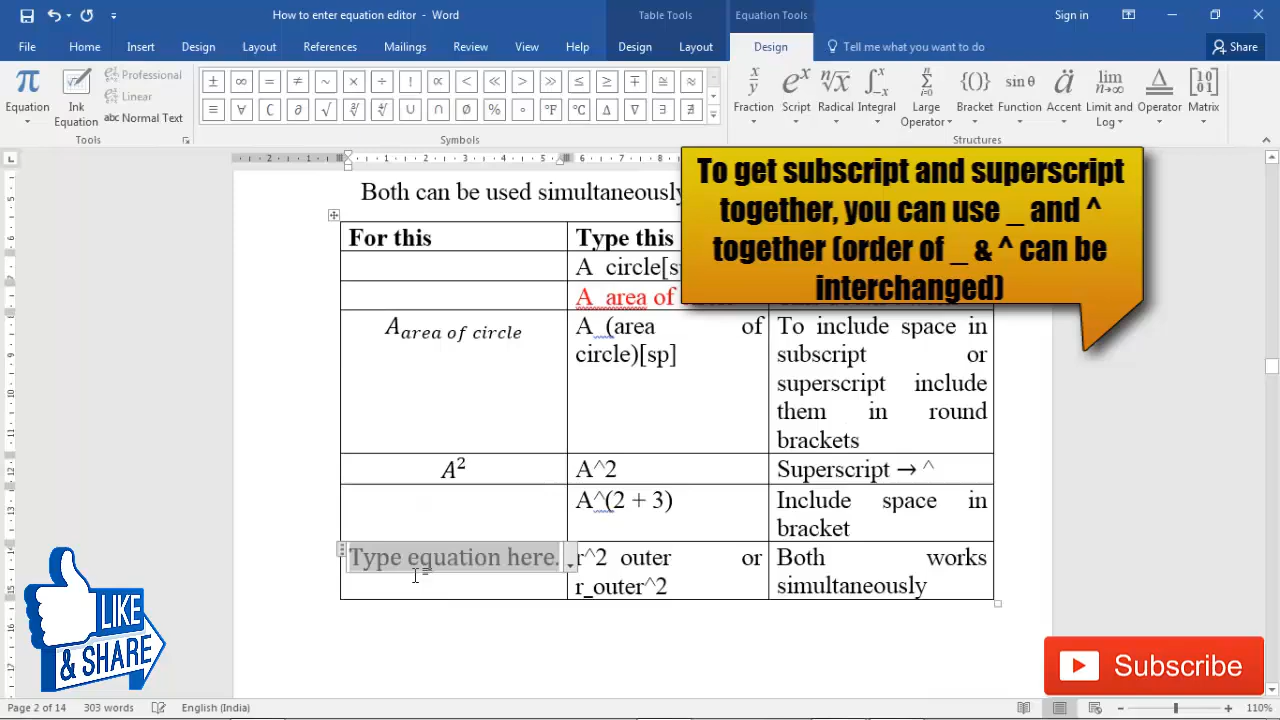 How to enter equation editor - Word
Table Tools
Equation Tools
Sign in
File
Home
Insert
Design
Layout
References
Mailings
Review
View
Help
Design
Layout
Design
Tell me what you want to do
Share
Equation
Ink Equation
Professional
Linear
Normal Text
Tools
± ∞ = ≠ ~ × ÷ ! ∝ < ≪ > ≫ ≤ ≥ ∓ ≅ ≈
≡ ∀ ∁ ∂ √ ∛ ∜ ∪ ∩ ∅ % ° °F °C ∆ ∇ ∃ ∄
Symbols
Fraction
Script
Radical
Integral
Large Operator
Bracket
Function
Accent
Limit and Log
Operator
Matrix
Structures
To get subscript and superscript
together, you can use _ and ^
together (order of _ & ^ can be
interchanged)
Both can be used simultaneously
For this
Type this
A_circle[s
A_area of
A area of circle
A_(area of
circle)[sp]
To include space in
subscript or
superscript include
them in round
brackets
A²
A^2
Superscript → ^
A^(2 + 3)
Include space in
bracket
Type equation here.
r^2_outer or
r_outer^2
Both works
simultaneously
LIKE
& SHARE
Subscribe
Page 2 of 14
303 words
English (India)
110%